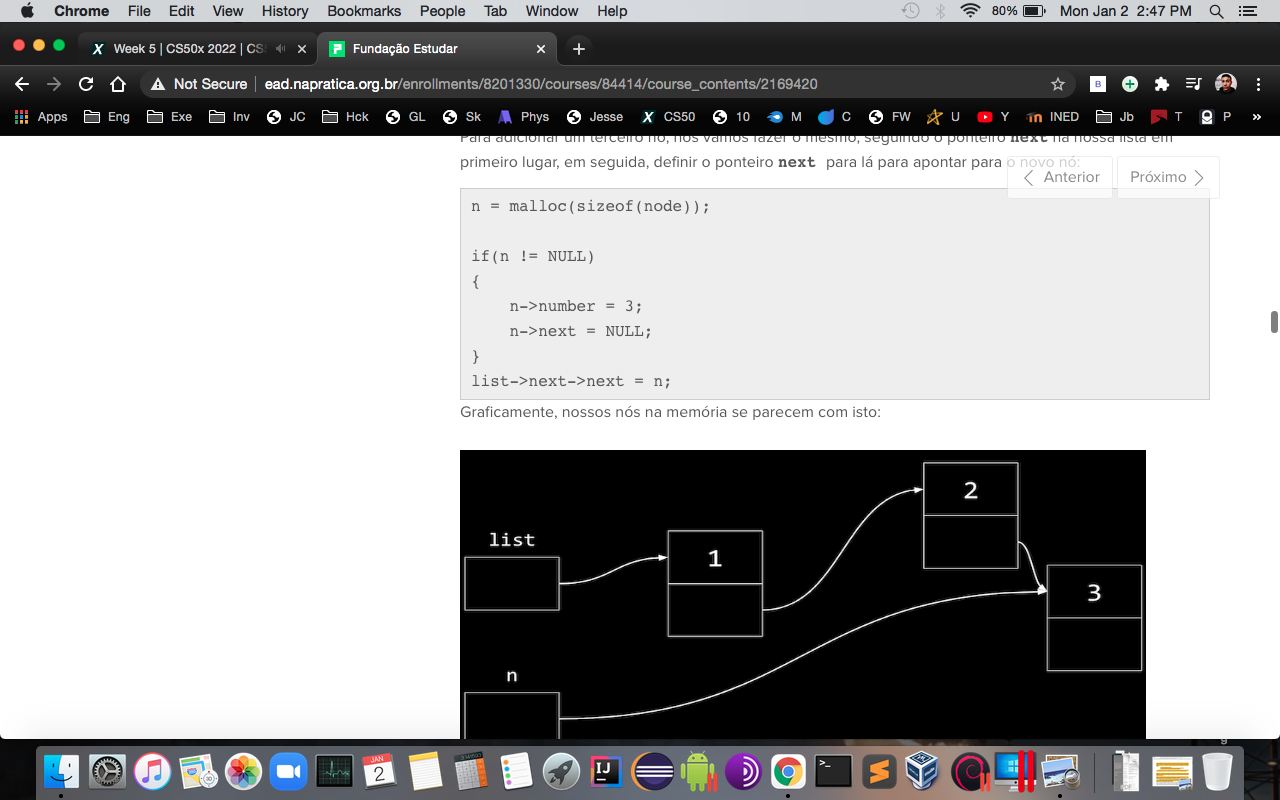 Chrome File Edit View History Bookmarks People Tab Window Help 80% Mon Jan 2 2:47 PM
Week 5 | CS50x 2022 | CS Fundação Estudar
Not Secure ead.napratica.org.br/enrollments/8201330/courses/84414/course_contents/2169420 B
Apps Eng Exe Inv JC Hck GL Sk Phys Jesse CS50 10 M C FW U Y INED Jb T P »
Para adicionar um terceiro nó, nós vamos fazer o mesmo, seguindo o ponteiro next na nossa lista em
primeiro lugar, em seguida, definir o ponteiro next para lá para apontar para o novo nó:
Anterior Próximo
n = malloc(sizeof(node));
if(n != NULL)
{
n->number = 3;
n->next = NULL;
}
list->next->next = n;
Graficamente, nossos nós na memória se parecem com isto:
2
list
1
3
n
JAN
2
IJ